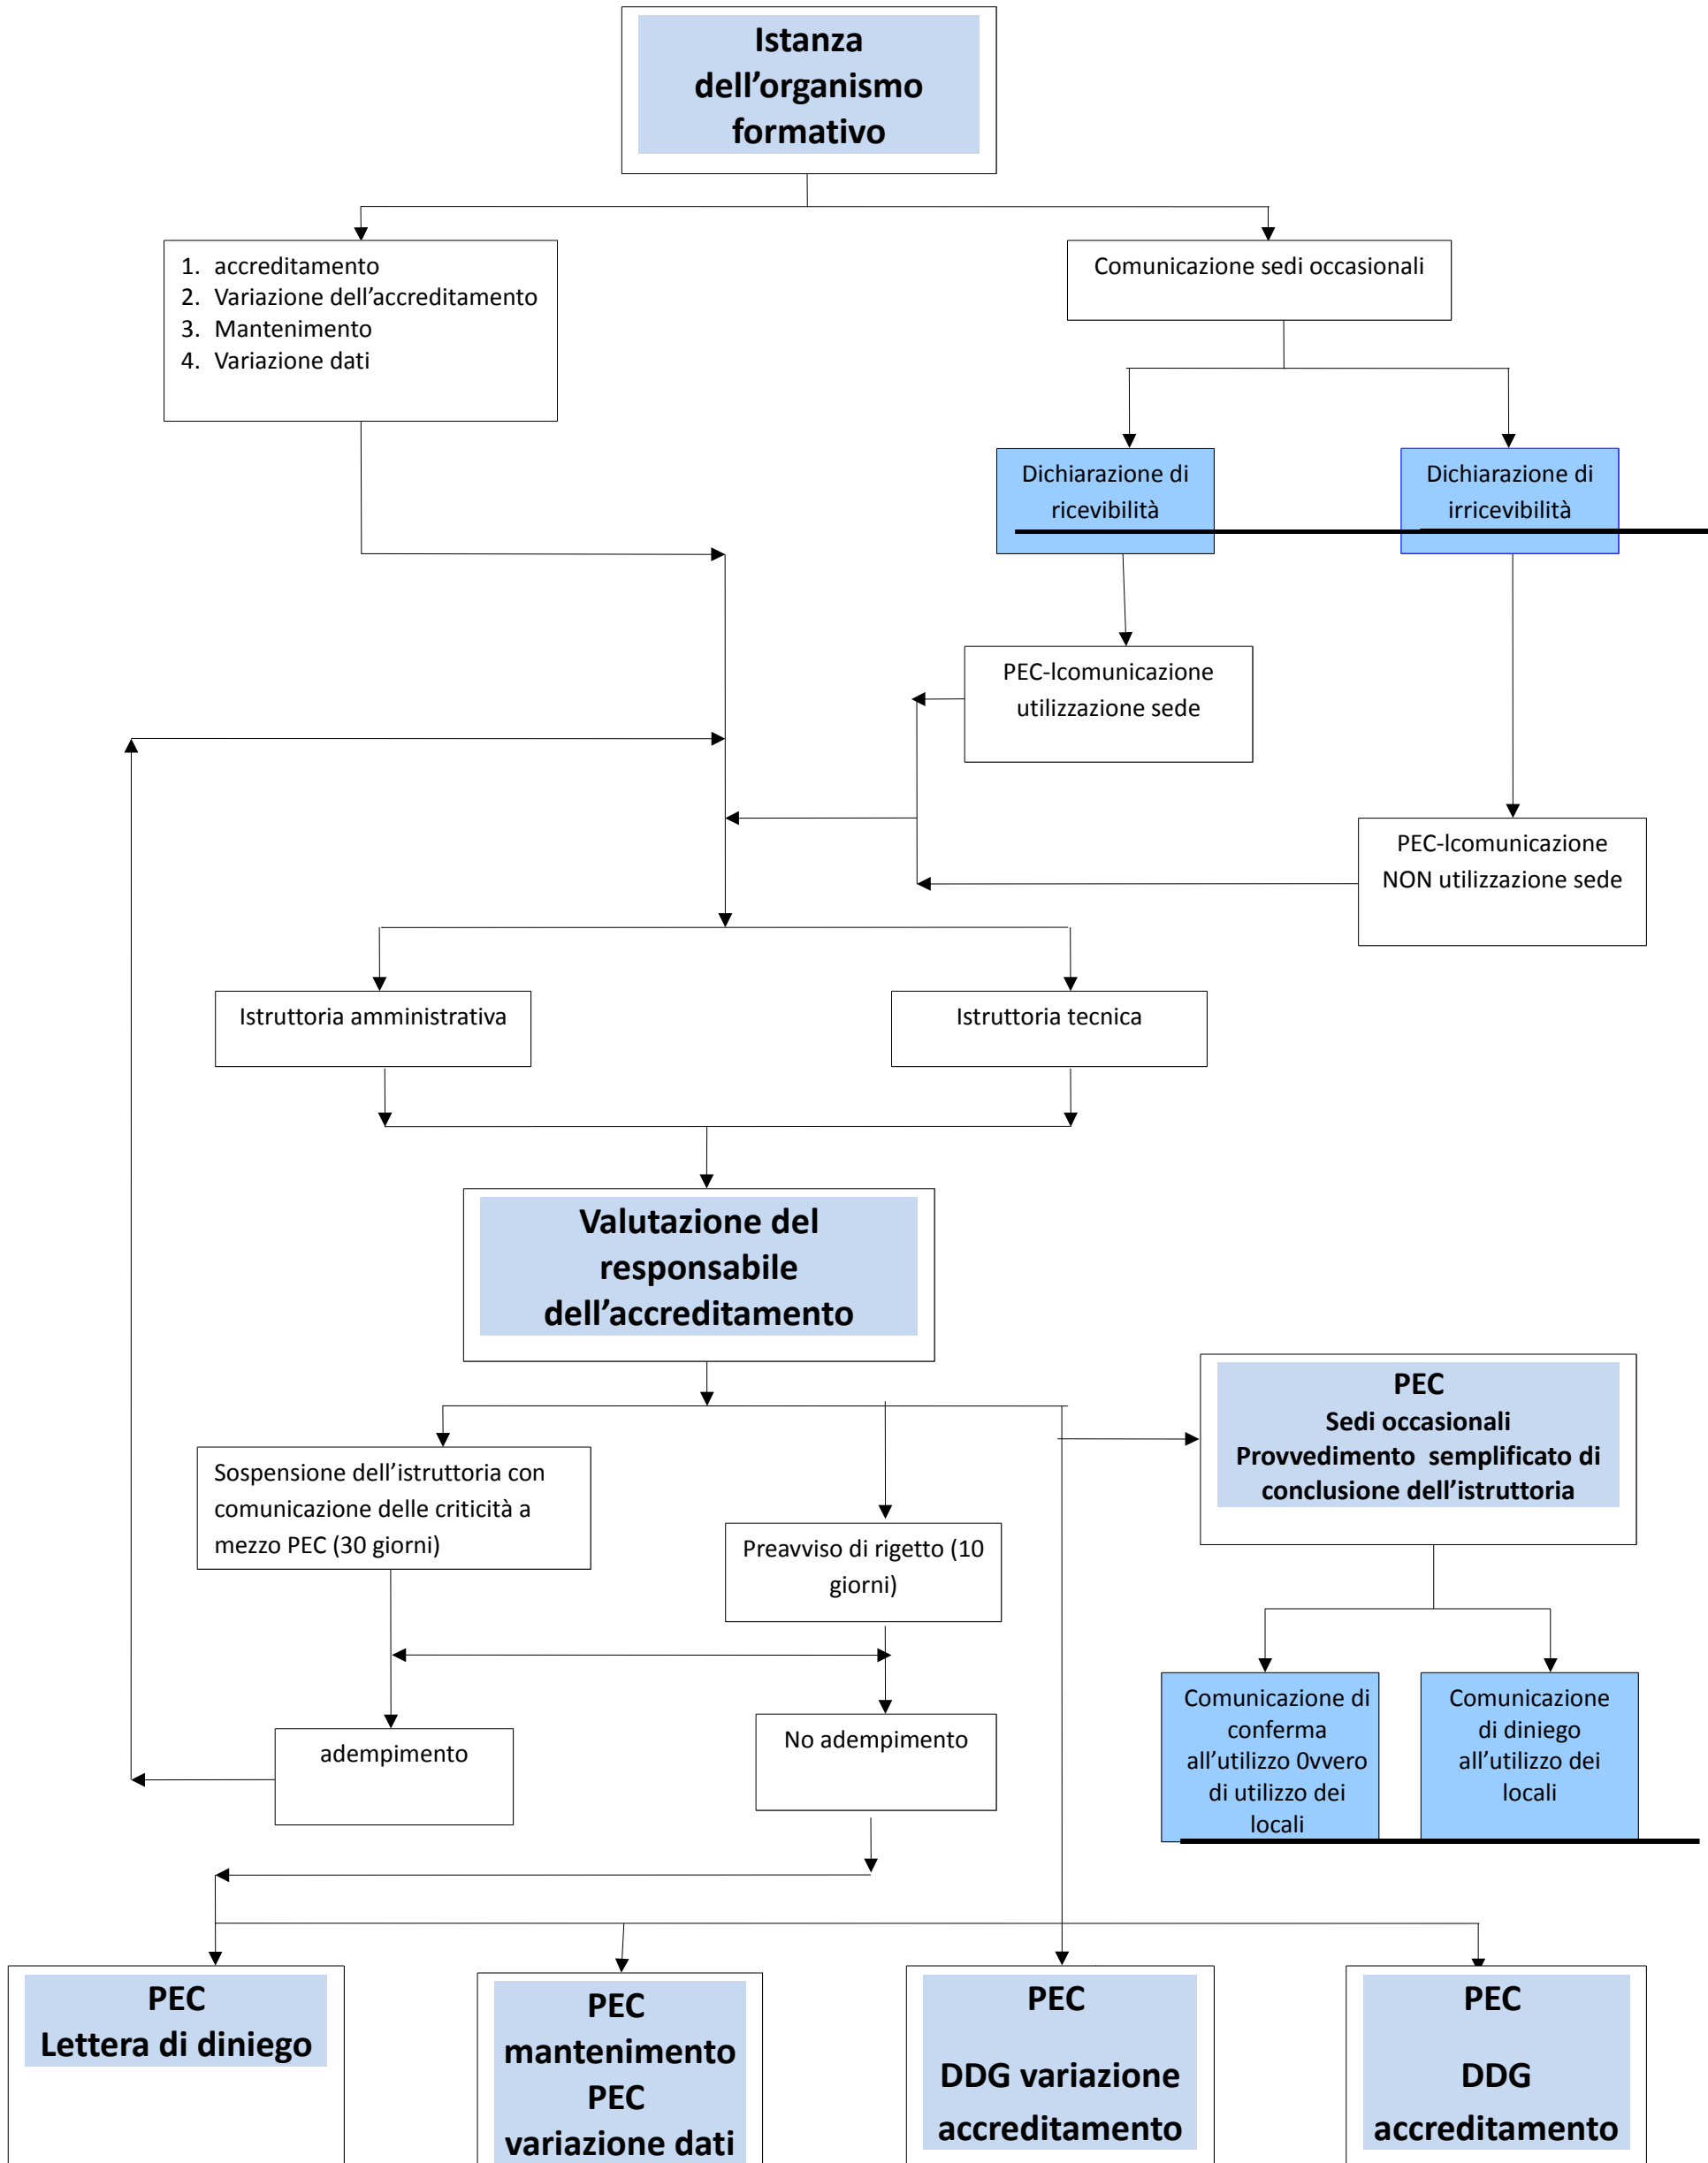 Istanza
dell’organismo
formativo
1. accreditamento
2. Variazione dell’accreditamento
3. Mantenimento
4. Variazione dati
Comunicazione sedi occasionali
Dichiarazione di
ricevibilità
Dichiarazione di
irricevibilità
PEC-lcomunicazione
utilizzazione sede
PEC-lcomunicazione
NON utilizzazione sede
Istruttoria amministrativa
Istruttoria tecnica
Valutazione del
responsabile
dell’accreditamento
PEC
Sedi occasionali
Provvedimento semplificato di
conclusione dell’istruttoria
Sospensione dell’istruttoria con
comunicazione delle criticità a
mezzo PEC (30 giorni)
Preavviso di rigetto (10
giorni)
adempimento
No adempimento
Comunicazione di
conferma
all’utilizzo 0vvero
di utilizzo dei
locali
Comunicazione
di diniego
all’utilizzo dei
locali
PEC
Lettera di diniego
PEC
mantenimento
PEC
variazione dati
PEC
DDG variazione
accreditamento
PEC
DDG
accreditamento